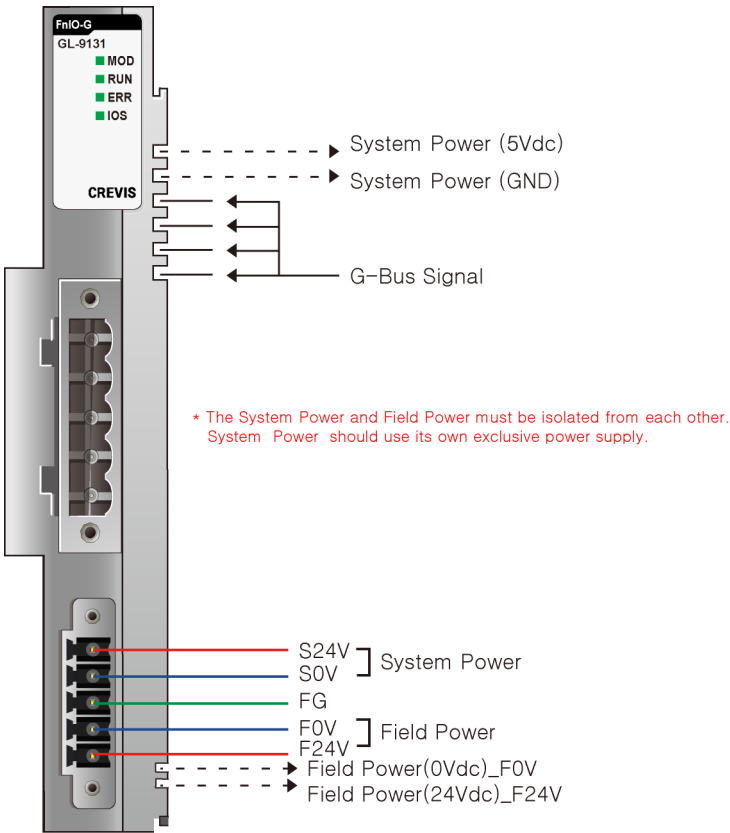 FnIO-G
GL-9131
MOD
RUN
ERR
IOS
CREVIS
System Power (5Vdc)
System Power (GND)
G-Bus Signal
* The System Power and Field Power must be isolated from each other.
System Power should use its own exclusive power supply.
S24V
System Power
S0V
FG
F0V
Field Power
F24V
Field Power(0Vdc)_F0V
Field Power(24Vdc)_F24V